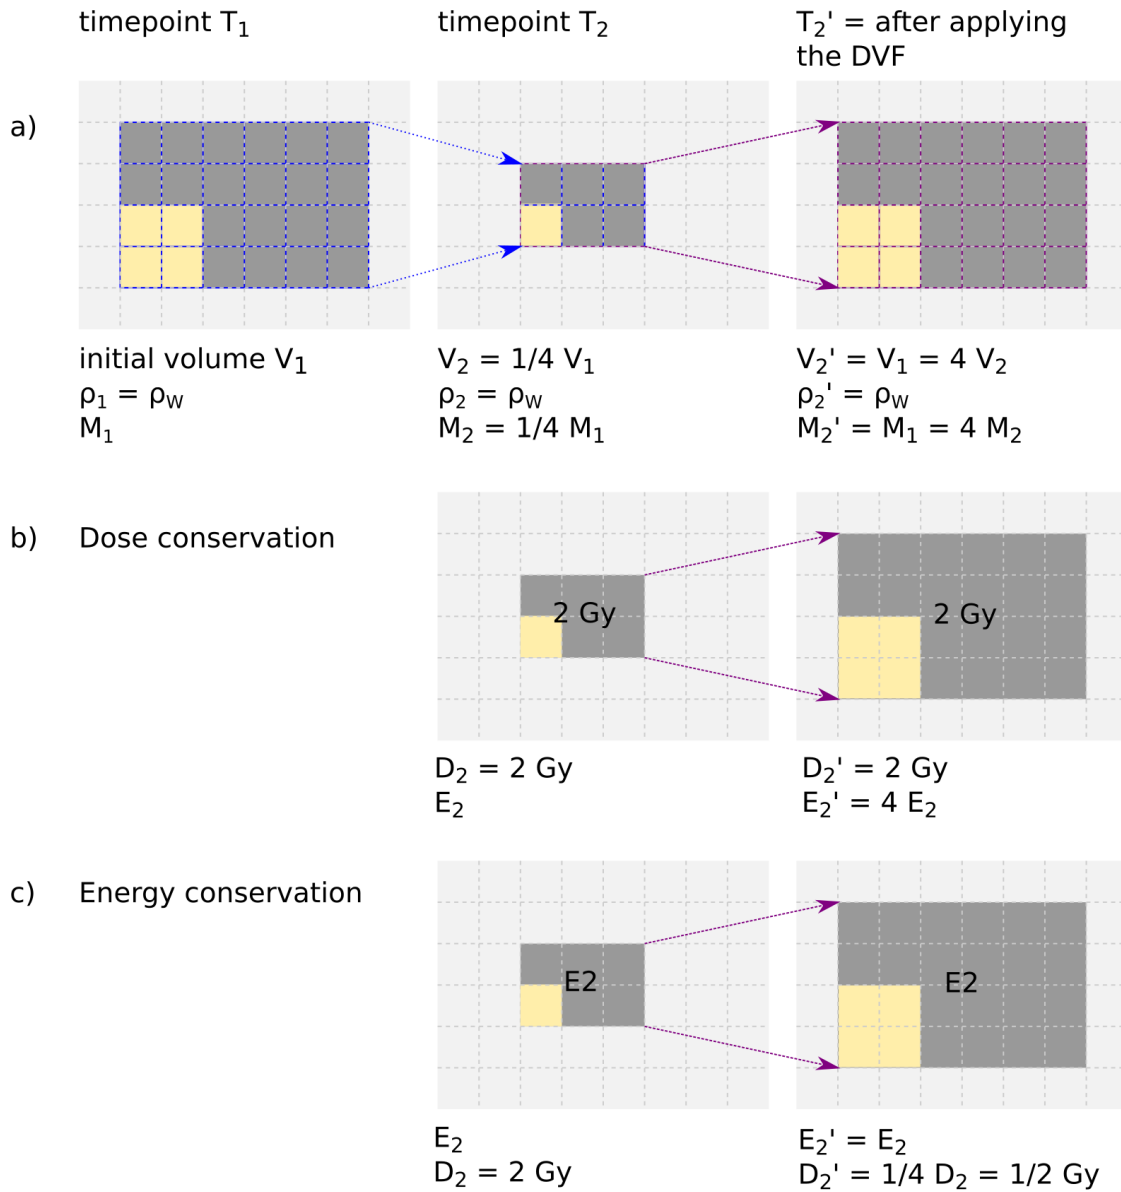 timepoint T₁
timepoint T₂
T₂' = after applying
the DVF
a)
initial volume V₁
ρ₁ = ρ_W
M₁
V₂ = 1/4 V₁
ρ₂ = ρ_W
M₂ = 1/4 M₁
V₂' = V₁ = 4 V₂
ρ₂' = ρ_W
M₂' = M₁ = 4 M₂
b)
Dose conservation
2 Gy
2 Gy
D₂ = 2 Gy
E₂
D₂' = 2 Gy
E₂' = 4 E₂
c)
Energy conservation
E2
E2
E₂
D₂ = 2 Gy
E₂' = E₂
D₂' = 1/4 D₂ = 1/2 Gy